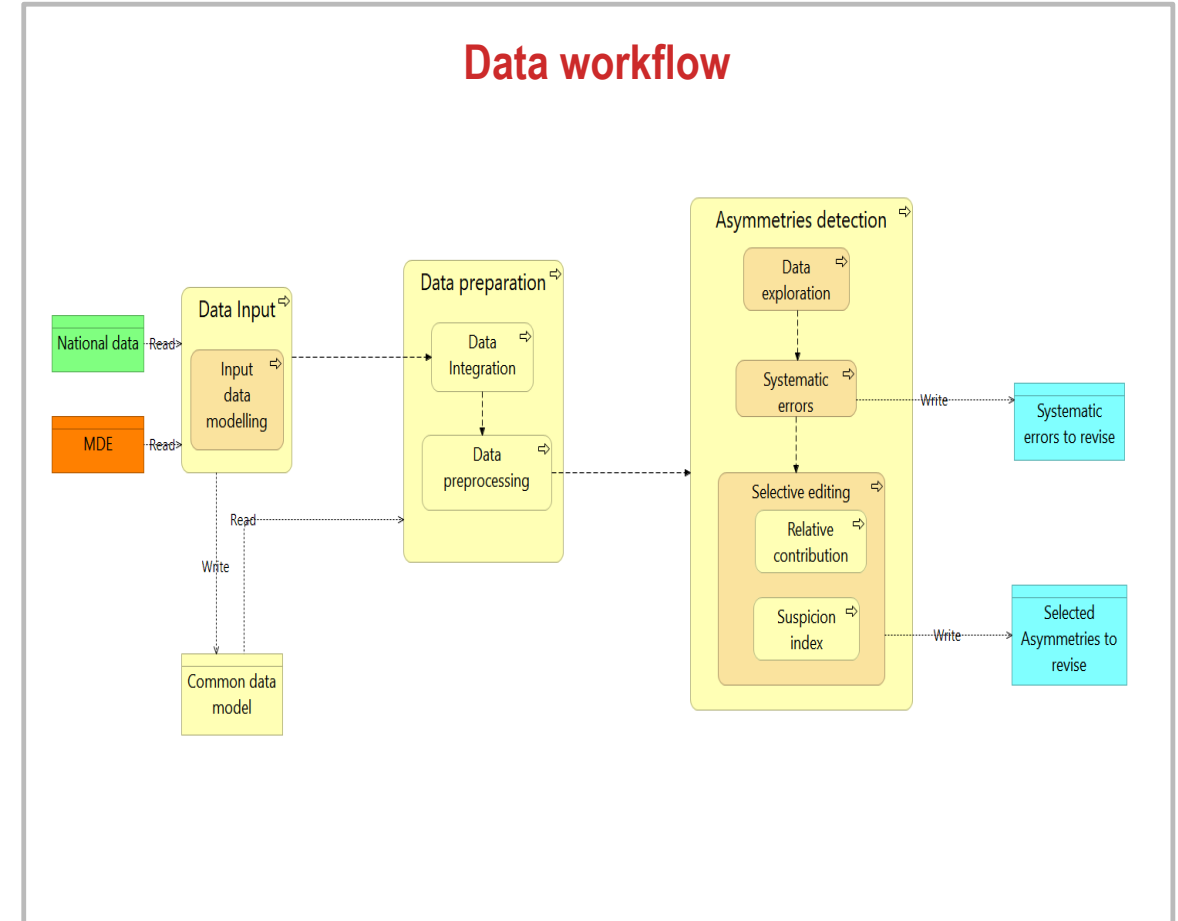 Data workflow
National data
Read
MDE
Read
Data Input
Input
data
modelling
Write
Read
Common data
model
Data preparation
Data
Integration
Data
preprocessing
Asymmetries detection
Data
exploration
Systematic
errors
Selective editing
Relative
contribution
Suspicion
index
Write
Systematic
errors to revise
Write
Selected
Asymmetries to
revise